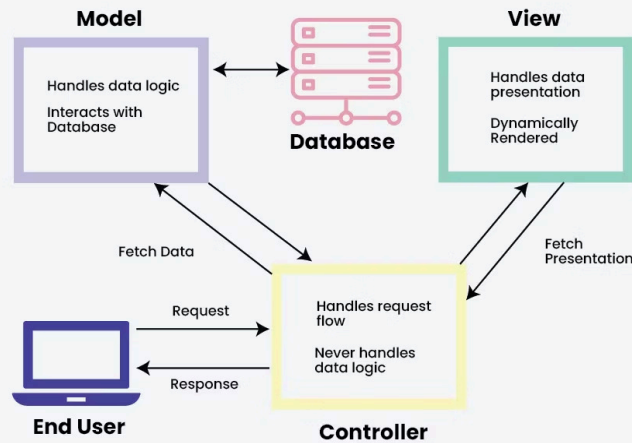 Model
View
Handles data logic
Interacts with
Database
Database
Handles data
presentation
Dynamically
Rendered
Fetch Data
Fetch
Presentation
Request
Response
Handles request
flow
Never handles
data logic
End User
Controller